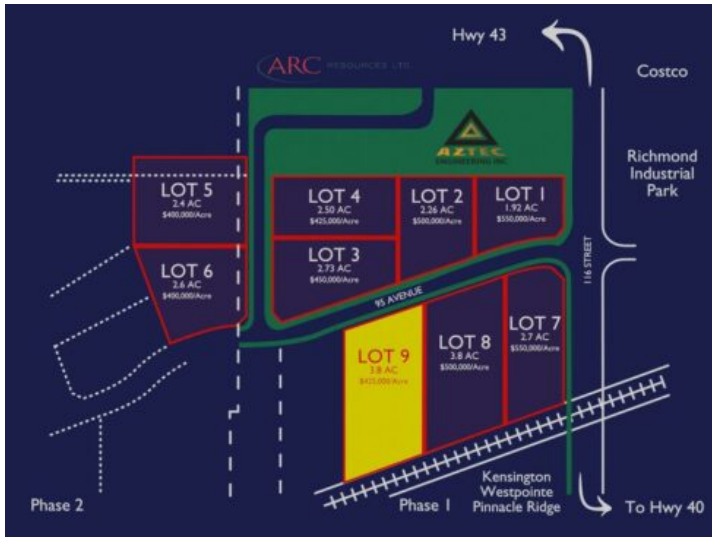 Hwy 43
ARC RESOURCES LTD
Costco
AZTEC
ENGINEERING INC
Richmond
Industrial
Park
LOT 5
2.4 AC
$400,000/Acre
LOT 4
2.50 AC
$425,000/Acre
LOT 2
2.26 AC
$500,000/Acre
LOT 1
1.92 AC
$550,000/Acre
LOT 6
2.6 AC
$400,000/Acre
LOT 3
2.73 AC
$450,000/Acre
116 STREET
95 AVENUE
LOT 9
3.8 AC
$425,000/Acre
LOT 8
3.8 AC
$500,000/Acre
LOT 7
2.7 AC
$550,000/Acre
Phase 2
Phase 1
Kensington
Westpointe
Pinnacle Ridge
To Hwy 40